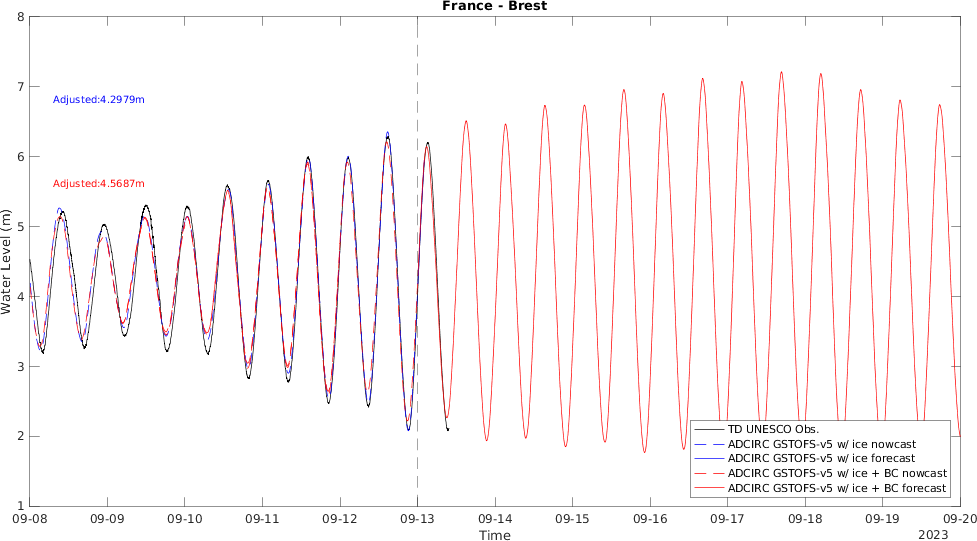 France - Brest
8
7
6
5
4
3
2
1
Water Level (m)
Adjusted:4.2979m
Adjusted:4.5687m
TD UNESCO Obs.
ADCIRC GSTOFS-v5 w/ ice nowcast
ADCIRC GSTOFS-v5 w/ ice forecast
ADCIRC GSTOFS-v5 w/ ice + BC nowcast
ADCIRC GSTOFS-v5 w/ ice + BC forecast
09-08 09-09 09-10 09-11 09-12 09-13 09-14 09-15 09-16 09-17 09-18 09-19 09-20
Time
2023